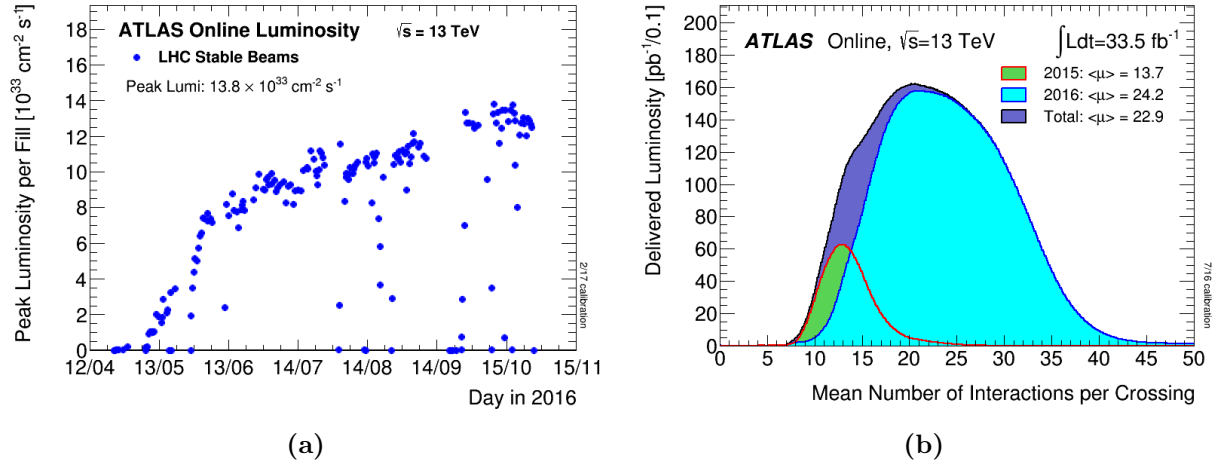 ATLAS Online Luminosity √s = 13 TeV
LHC Stable Beams
Peak Lumi: 13.8 × 10³³ cm⁻² s⁻¹
Peak Luminosity per Fill [10³³ cm⁻² s⁻¹]
18
16
14
12
10
8
6
4
2
0
12/04 13/05 13/06 14/07 14/08 14/09 15/10 15/11
Day in 2016
2/17 calibration
(a)
ATLAS Online, √s=13 TeV ∫Ldt=33.5 fb⁻¹
2015: <μ> = 13.7
2016: <μ> = 24.2
Total: <μ> = 22.9
Delivered Luminosity [pb⁻¹/0.1]
200
180
160
140
120
100
80
60
40
20
0
0 5 10 15 20 25 30 35 40 45 50
Mean Number of Interactions per Crossing
7/16 calibration
(b)